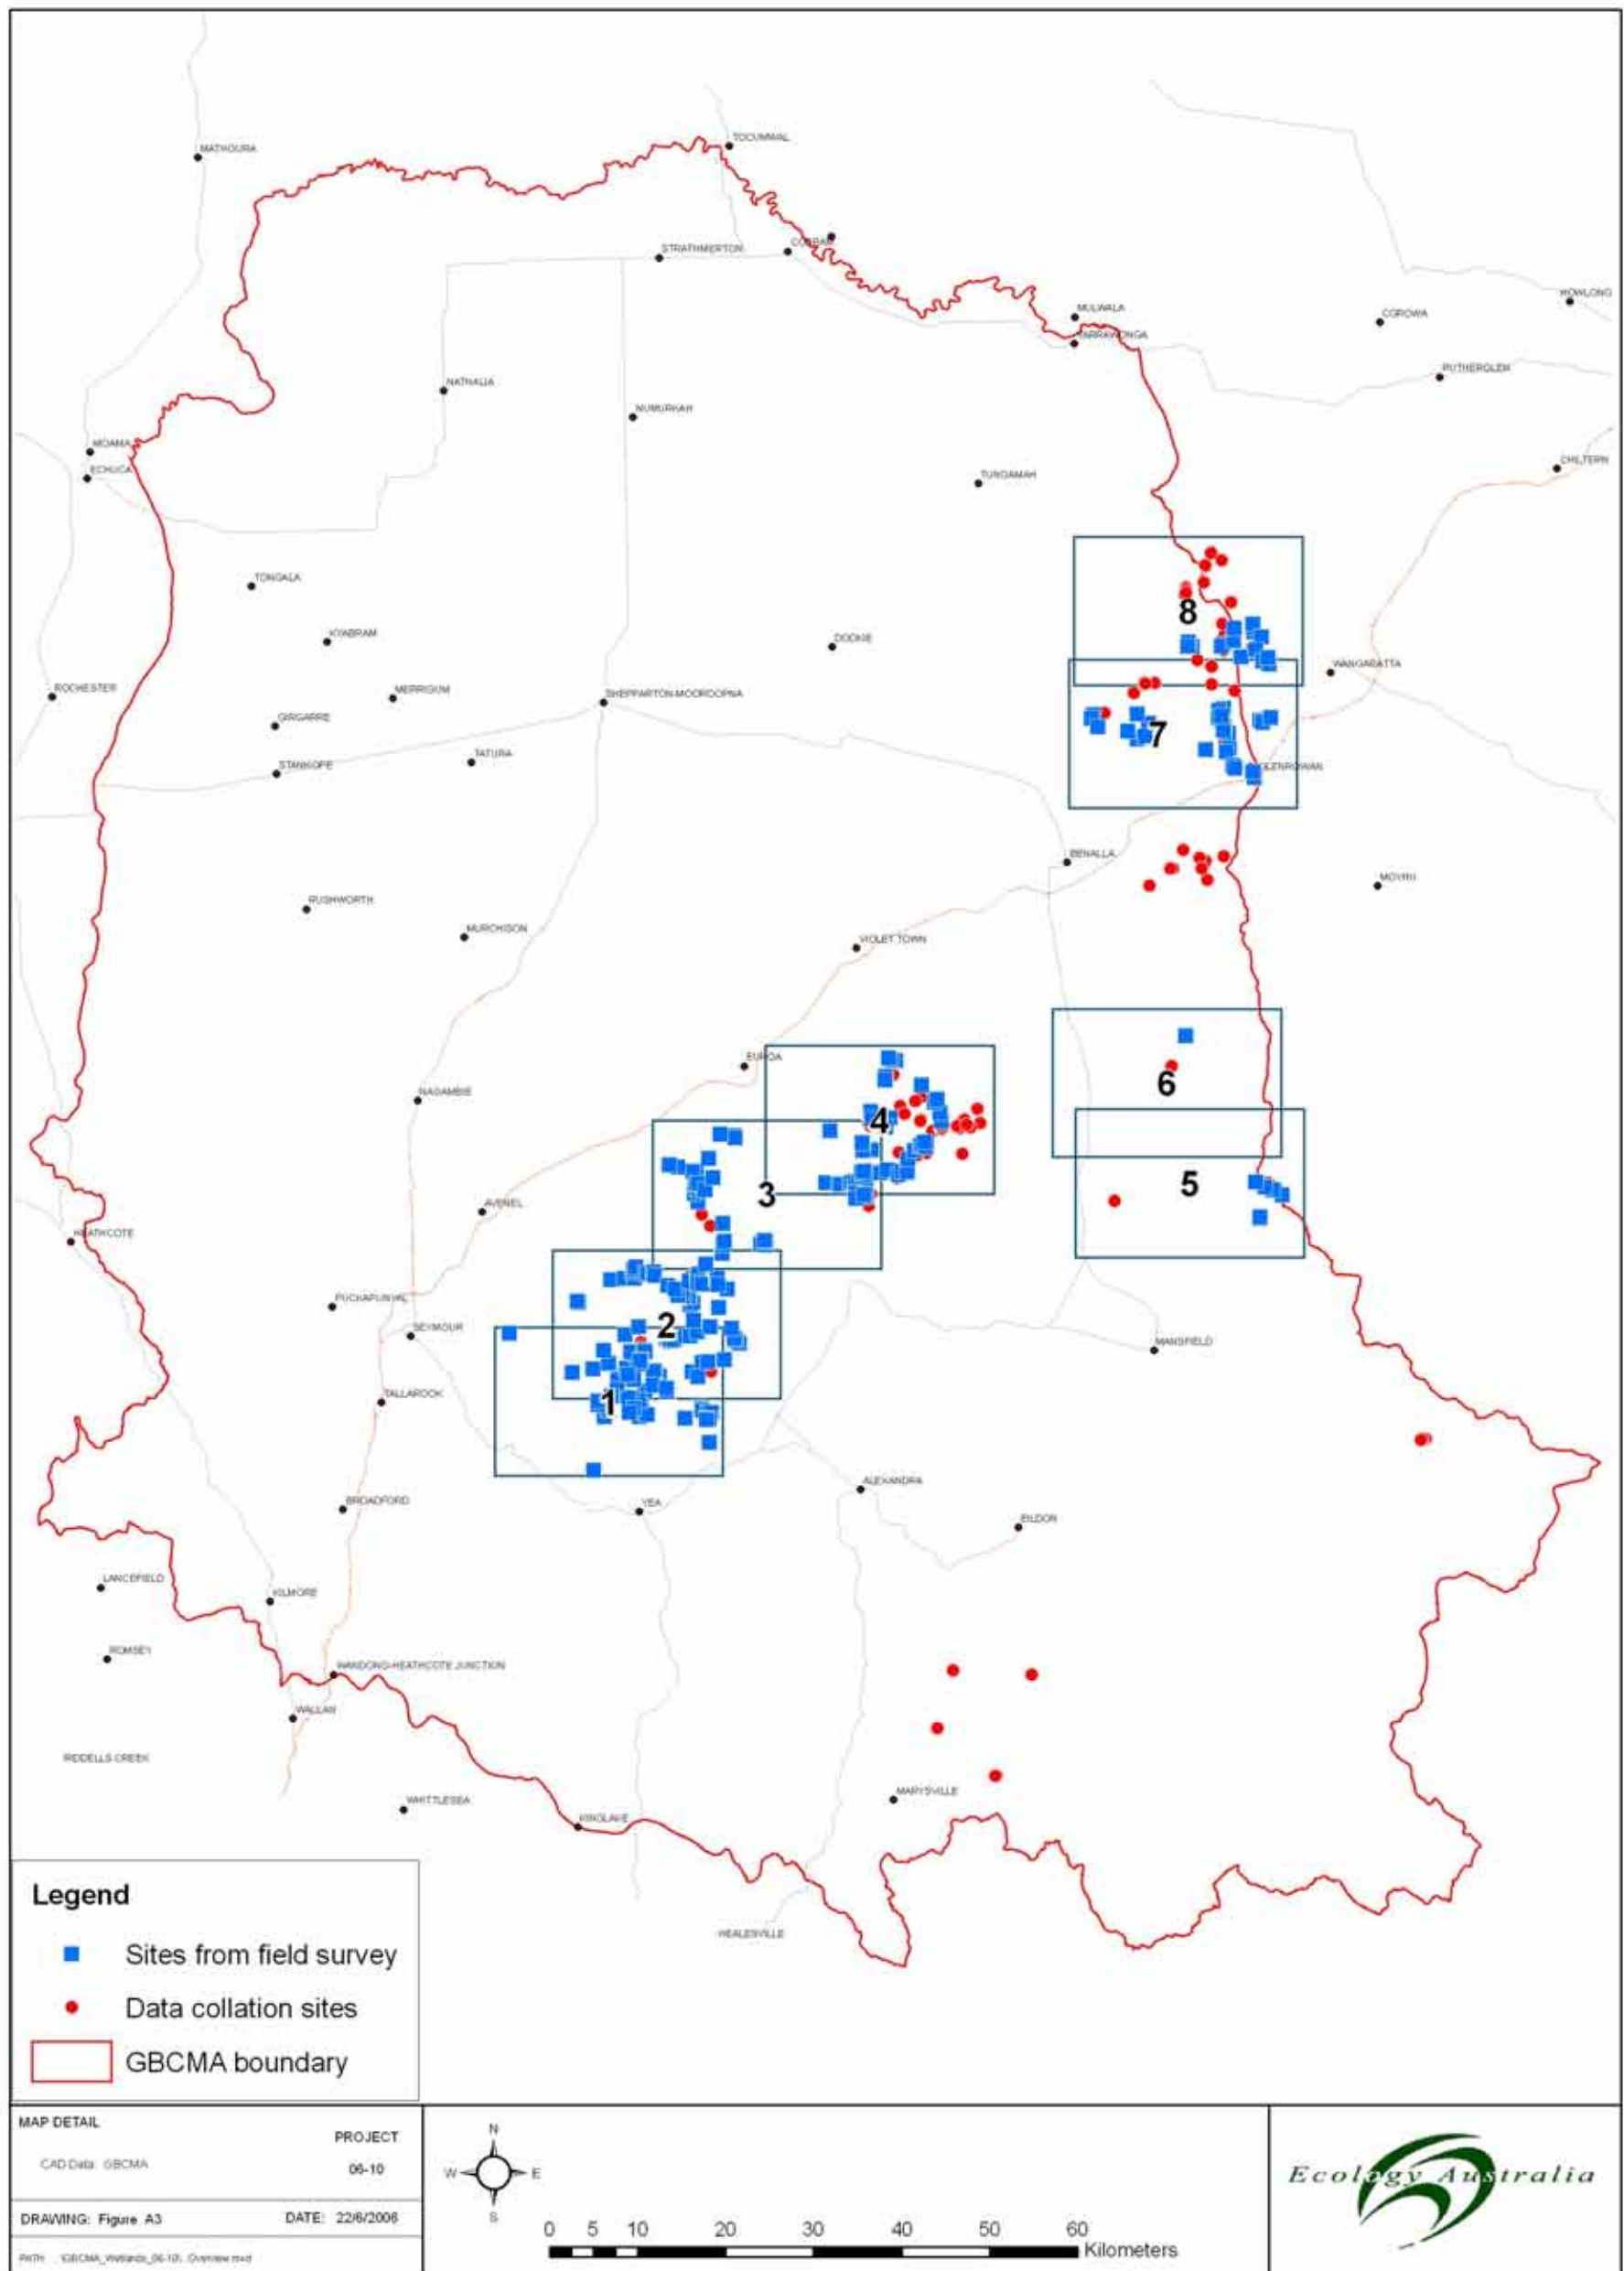 TOCUMWAL
MATHOURA
STRATHMERTON
COBRAM
HOWLONG
MULWALA
COROWA
YARRAWONGA
RUTHERGLEN
NATHALIA
NUMURKAH
MOAMA
ECHUCA
CHILTERN
TUNGAMAH
TONGALA
8
KYABRAM
DOOKIE
WANGARATTA
ROCHESTER
MERRIGUM
SHEPPARTON-MOOROOPNA
GIRGARRE
7
TATURA
STANHOPE
GLENROWAN
BENALLA
MOYHU
RUSHWORTH
MURCHISON
VIOLET TOWN
EUROA
6
NAGAMBIE
4
5
3
AVENEL
HEATHCOTE
PUCKAPUNYAL
SEYMOUR
2
MANSFIELD
TALLAROOK
1
ALEXANDRA
BROADFORD
YEA
EILDON
LANCEFIELD
KILMORE
ROMSEY
WANDONG-HEATHCOTE JUNCTION
WALLAN
RIDDELLS CREEK
MARYSVILLE
WHITTLESEA
KINGLAKE
HEALESVILLE
Legend
Sites from field survey
Data collation sites
GBCMA boundary
MAP DETAIL
PROJECT
CAD Data: GBCMA
06-10
DRAWING: Figure A3 DATE: 22/6/2006
PATH
N
W E
S
0 5 10 20 30 40 50 60
Kilometers
Ecology Australia